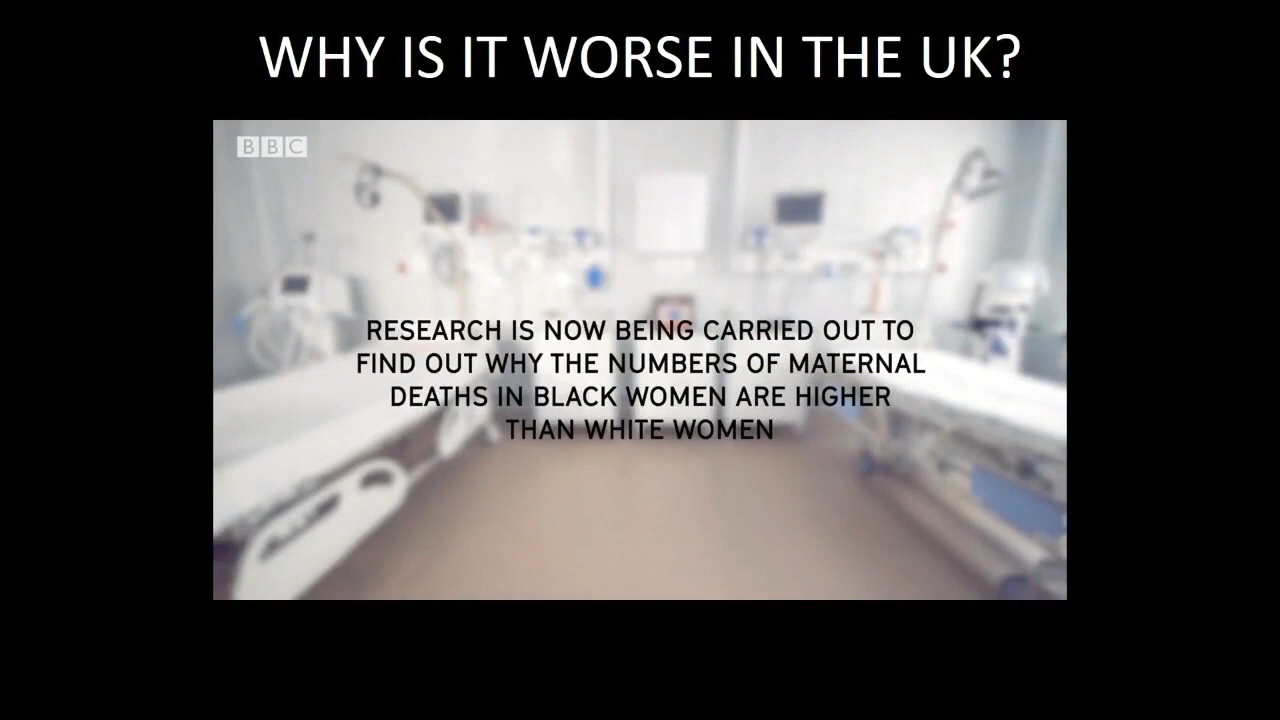 WHY IS IT WORSE IN THE UK?
BBC
RESEARCH IS NOW BEING CARRIED OUT TO
FIND OUT WHY THE NUMBERS OF MATERNAL
DEATHS IN BLACK WOMEN ARE HIGHER
THAN WHITE WOMEN